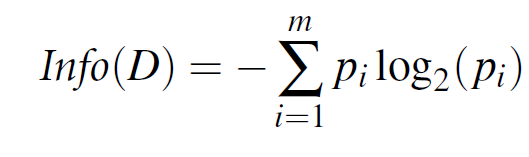 Info(D) = − ∑_{i=1}^{m} p_i log_2(p_i)